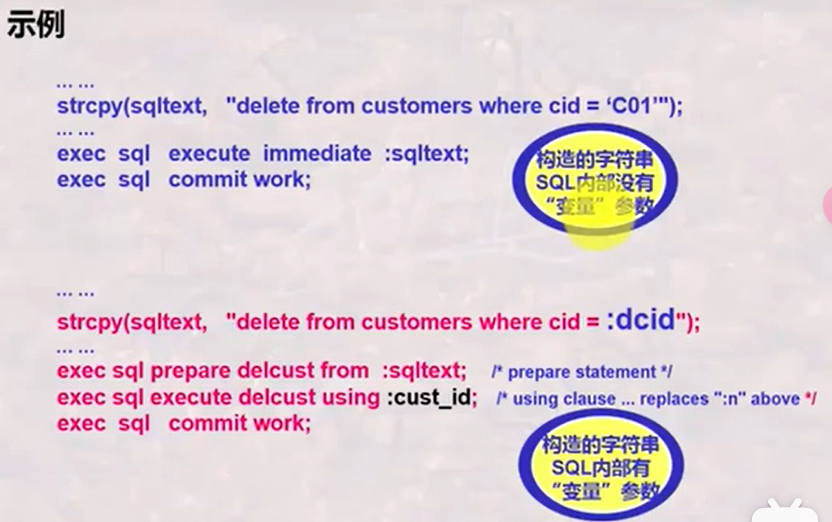 示例
... ...
strcpy(sqltext, "delete from customers where cid = ‘C01’");
... ...
exec sql execute immediate :sqltext;
exec sql commit work;
构造的字符串
SQL内部没有
“变量” 参数
... ...
strcpy(sqltext, "delete from customers where cid = :dcid");
... ...
exec sql prepare delcust from :sqltext; /* prepare statement */
exec sql execute delcust using :cust_id; /* using clause ... replaces ":n" above */
exec sql commit work;
构造的字符串
SQL内部有
“变量” 参数